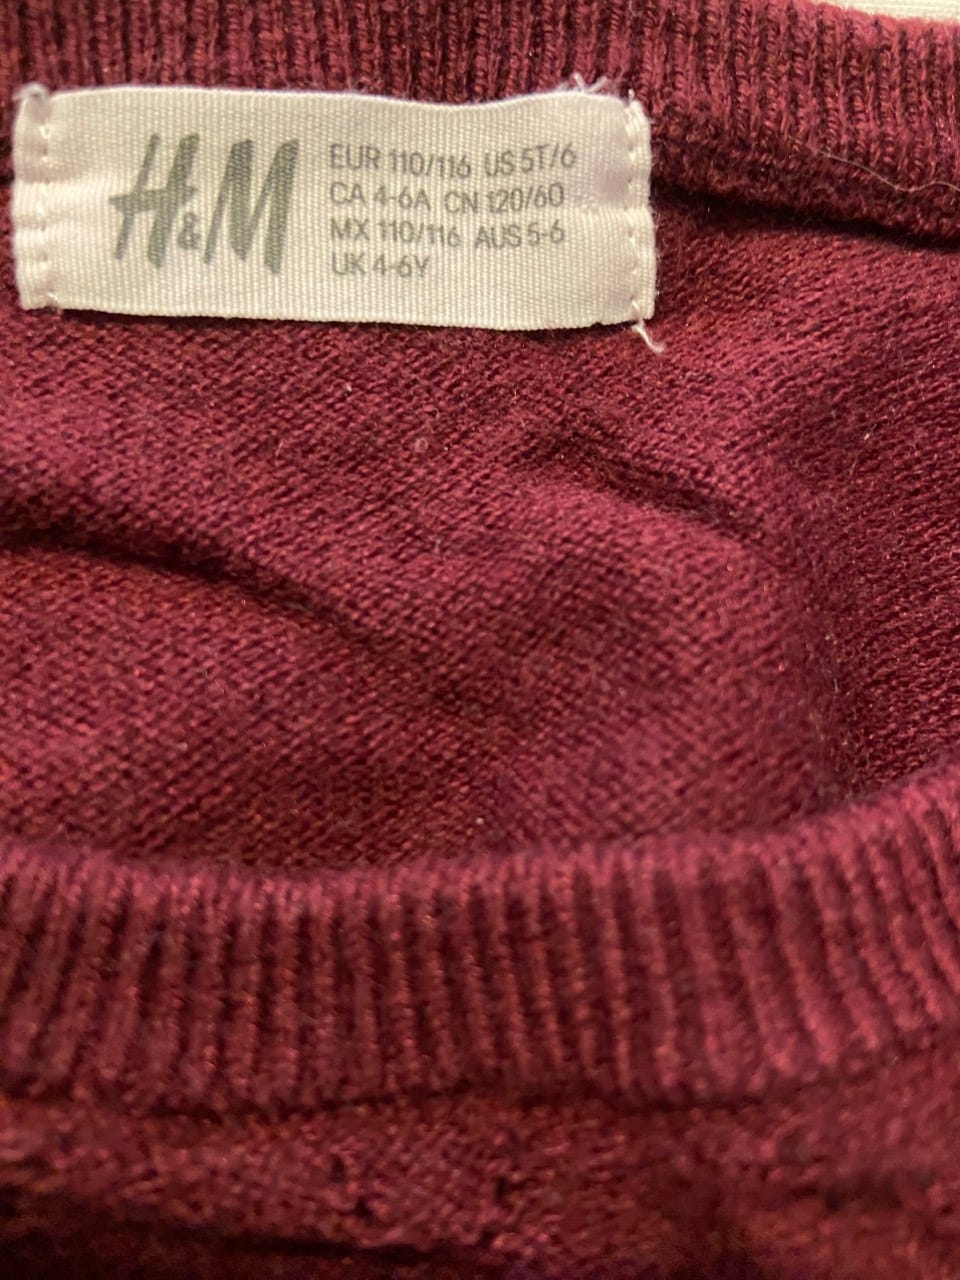 H&M
EUR 110/116 US 5T/6
CA 4-6A CN 120/60
MX 110/116 AUS 5-6
UK 4-6Y